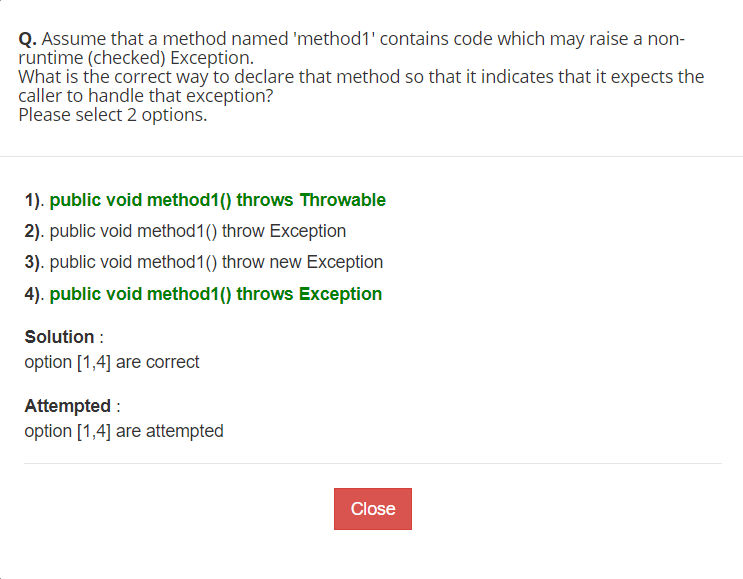 Q. Assume that a method named 'method1' contains code which may raise a non-
runtime (checked) Exception.
What is the correct way to declare that method so that it indicates that it expects the
caller to handle that exception?
Please select 2 options.
1). public void method1() throws Throwable
2). public void method1() throw Exception
3). public void method1() throw new Exception
4). public void method1() throws Exception
Solution :
option [1,4] are correct
Attempted :
option [1,4] are attempted
Close